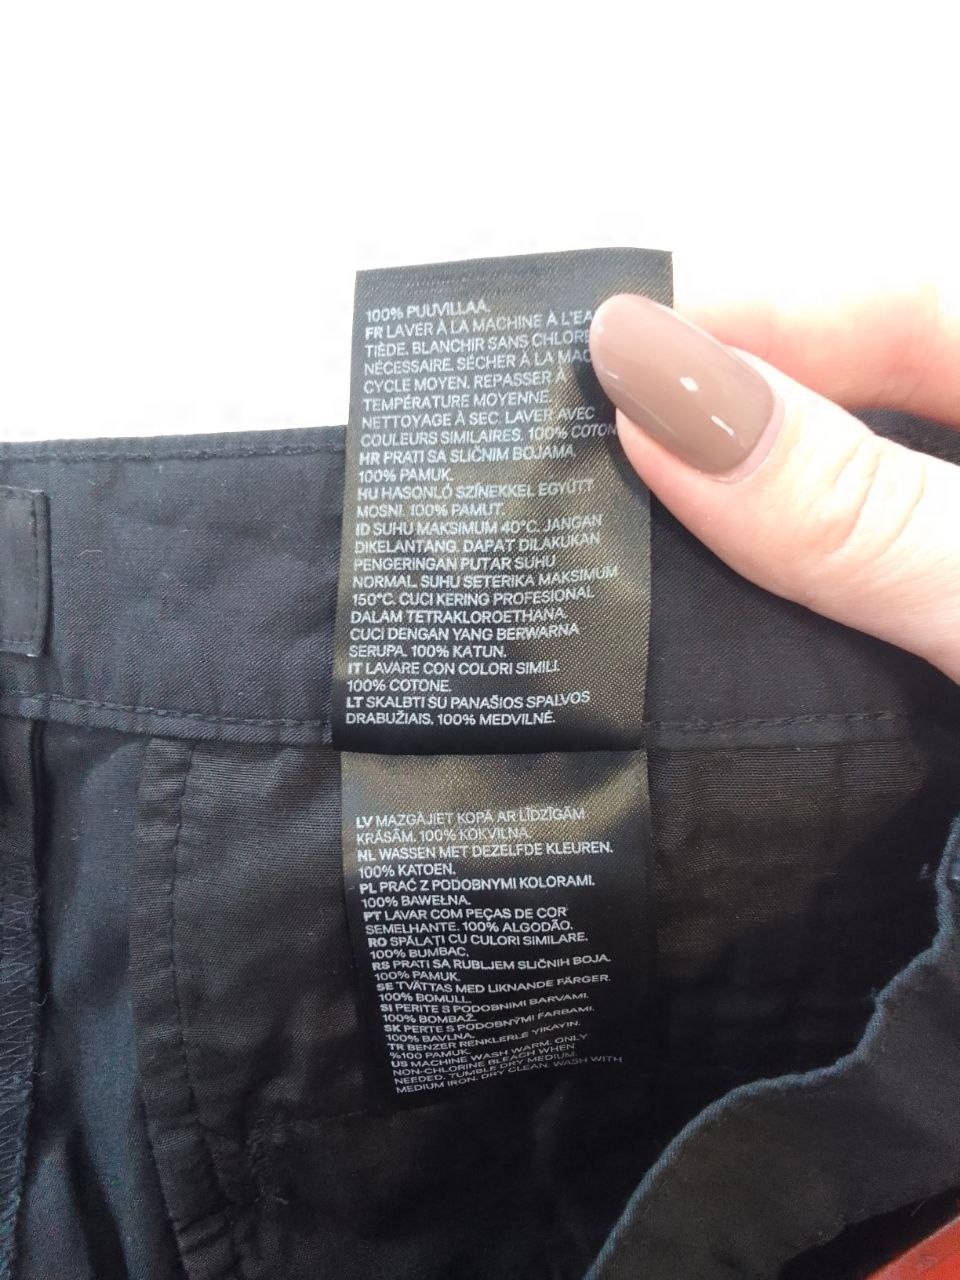 100% PUUVILLAA.
FR LAVER À LA MACHINE À L'EA
TIÈDE. BLANCHIR SANS CHLORE
NÉCESSAIRE. SÉCHER À LA MAC
CYCLE MOYEN. REPASSER À
TEMPÉRATURE MOYENNE.
NETTOYAGE À SEC. LAVER AVEC
COULEURS SIMILAIRES. 100% COTON
HR PRATI SA SLIČNIM BOJAMA.
100% PAMUK.
HU HASONLÓ SZÍNEKKEL EGYÜTT
MOSNI. 100% PAMUT.
ID SUHU MAKSIMUM 40°C. JANGAN
DIKELANTANG. DAPAT DILAKUKAN
PENGERINGAN PUTAR SUHU
NORMAL. SUHU SETERIKA MAKSIMUM
150°C. CUCI KERING PROFESIONAL
DALAM TETRAKLOROETHANA.
CUCI DENGAN YANG BERWARNA
SERUPA. 100% KATUN.
IT LAVARE CON COLORI SIMILI.
100% COTONE.
LT SKALBTI SU PANAŠIOS SPALVOS
DRABUŽIAIS. 100% MEDVILNĖ.
LV MAZGĀJIET KOPĀ AR LĪDZĪGĀM
KRĀSĀM. 100% KOKVILNA.
NL WASSEN MET DEZELFDE KLEUREN.
100% KATOEN.
PL PRAĆ Z PODOBNYMI KOLORAMI.
100% BAWEŁNA.
PT LAVAR COM PEÇAS DE COR
SEMELHANTE. 100% ALGODÃO.
RO SPĂLAȚI CU CULORI SIMILARE.
100% BUMBAC.
RS PRATI SA RUBLJEM SLIČNIH BOJA.
100% PAMUK.
SE TVÄTTAS MED LIKNANDE FÄRGER.
100% BOMULL.
SI PERITE S PODOBNIMI BARVAMI.
100% BOMBAŽ.
SK PERTE S PODOBNÝMI FARBAMI.
100% BAVLNA.
TR BENZER RENKLERLE YIKAYIN.
%100 PAMUK.
US MACHINE WASH WARM. ONLY
NON-CHLORINE BLEACH WHEN
NEEDED. TUMBLE DRY MEDIUM.
MEDIUM IRON. DRY CLEAN. WASH WITH